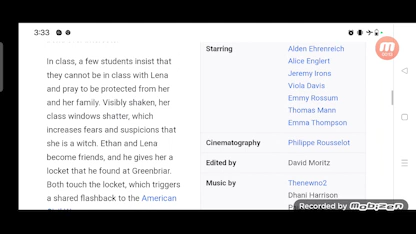 3:33
In class, a few students insist that
they cannot be in class with Lena
and pray to be protected from her
and her family. Visibly shaken, her
class windows shatter, which
increases fears and suspicions that
she is a witch. Ethan and Lena
become friends, and he gives her a
locket that he found at Greenbriar.
Both touch the locket, which triggers
a shared flashback to the American
Starring
Alden Ehrenreich
Alice Englert
Jeremy Irons
Viola Davis
Emmy Rossum
Thomas Mann
Emma Thompson
Cinematography
Philippe Rousselot
Edited by
David Moritz
Music by
Thenewno2
Dhani Harrison
Recorded by MOBIZEN